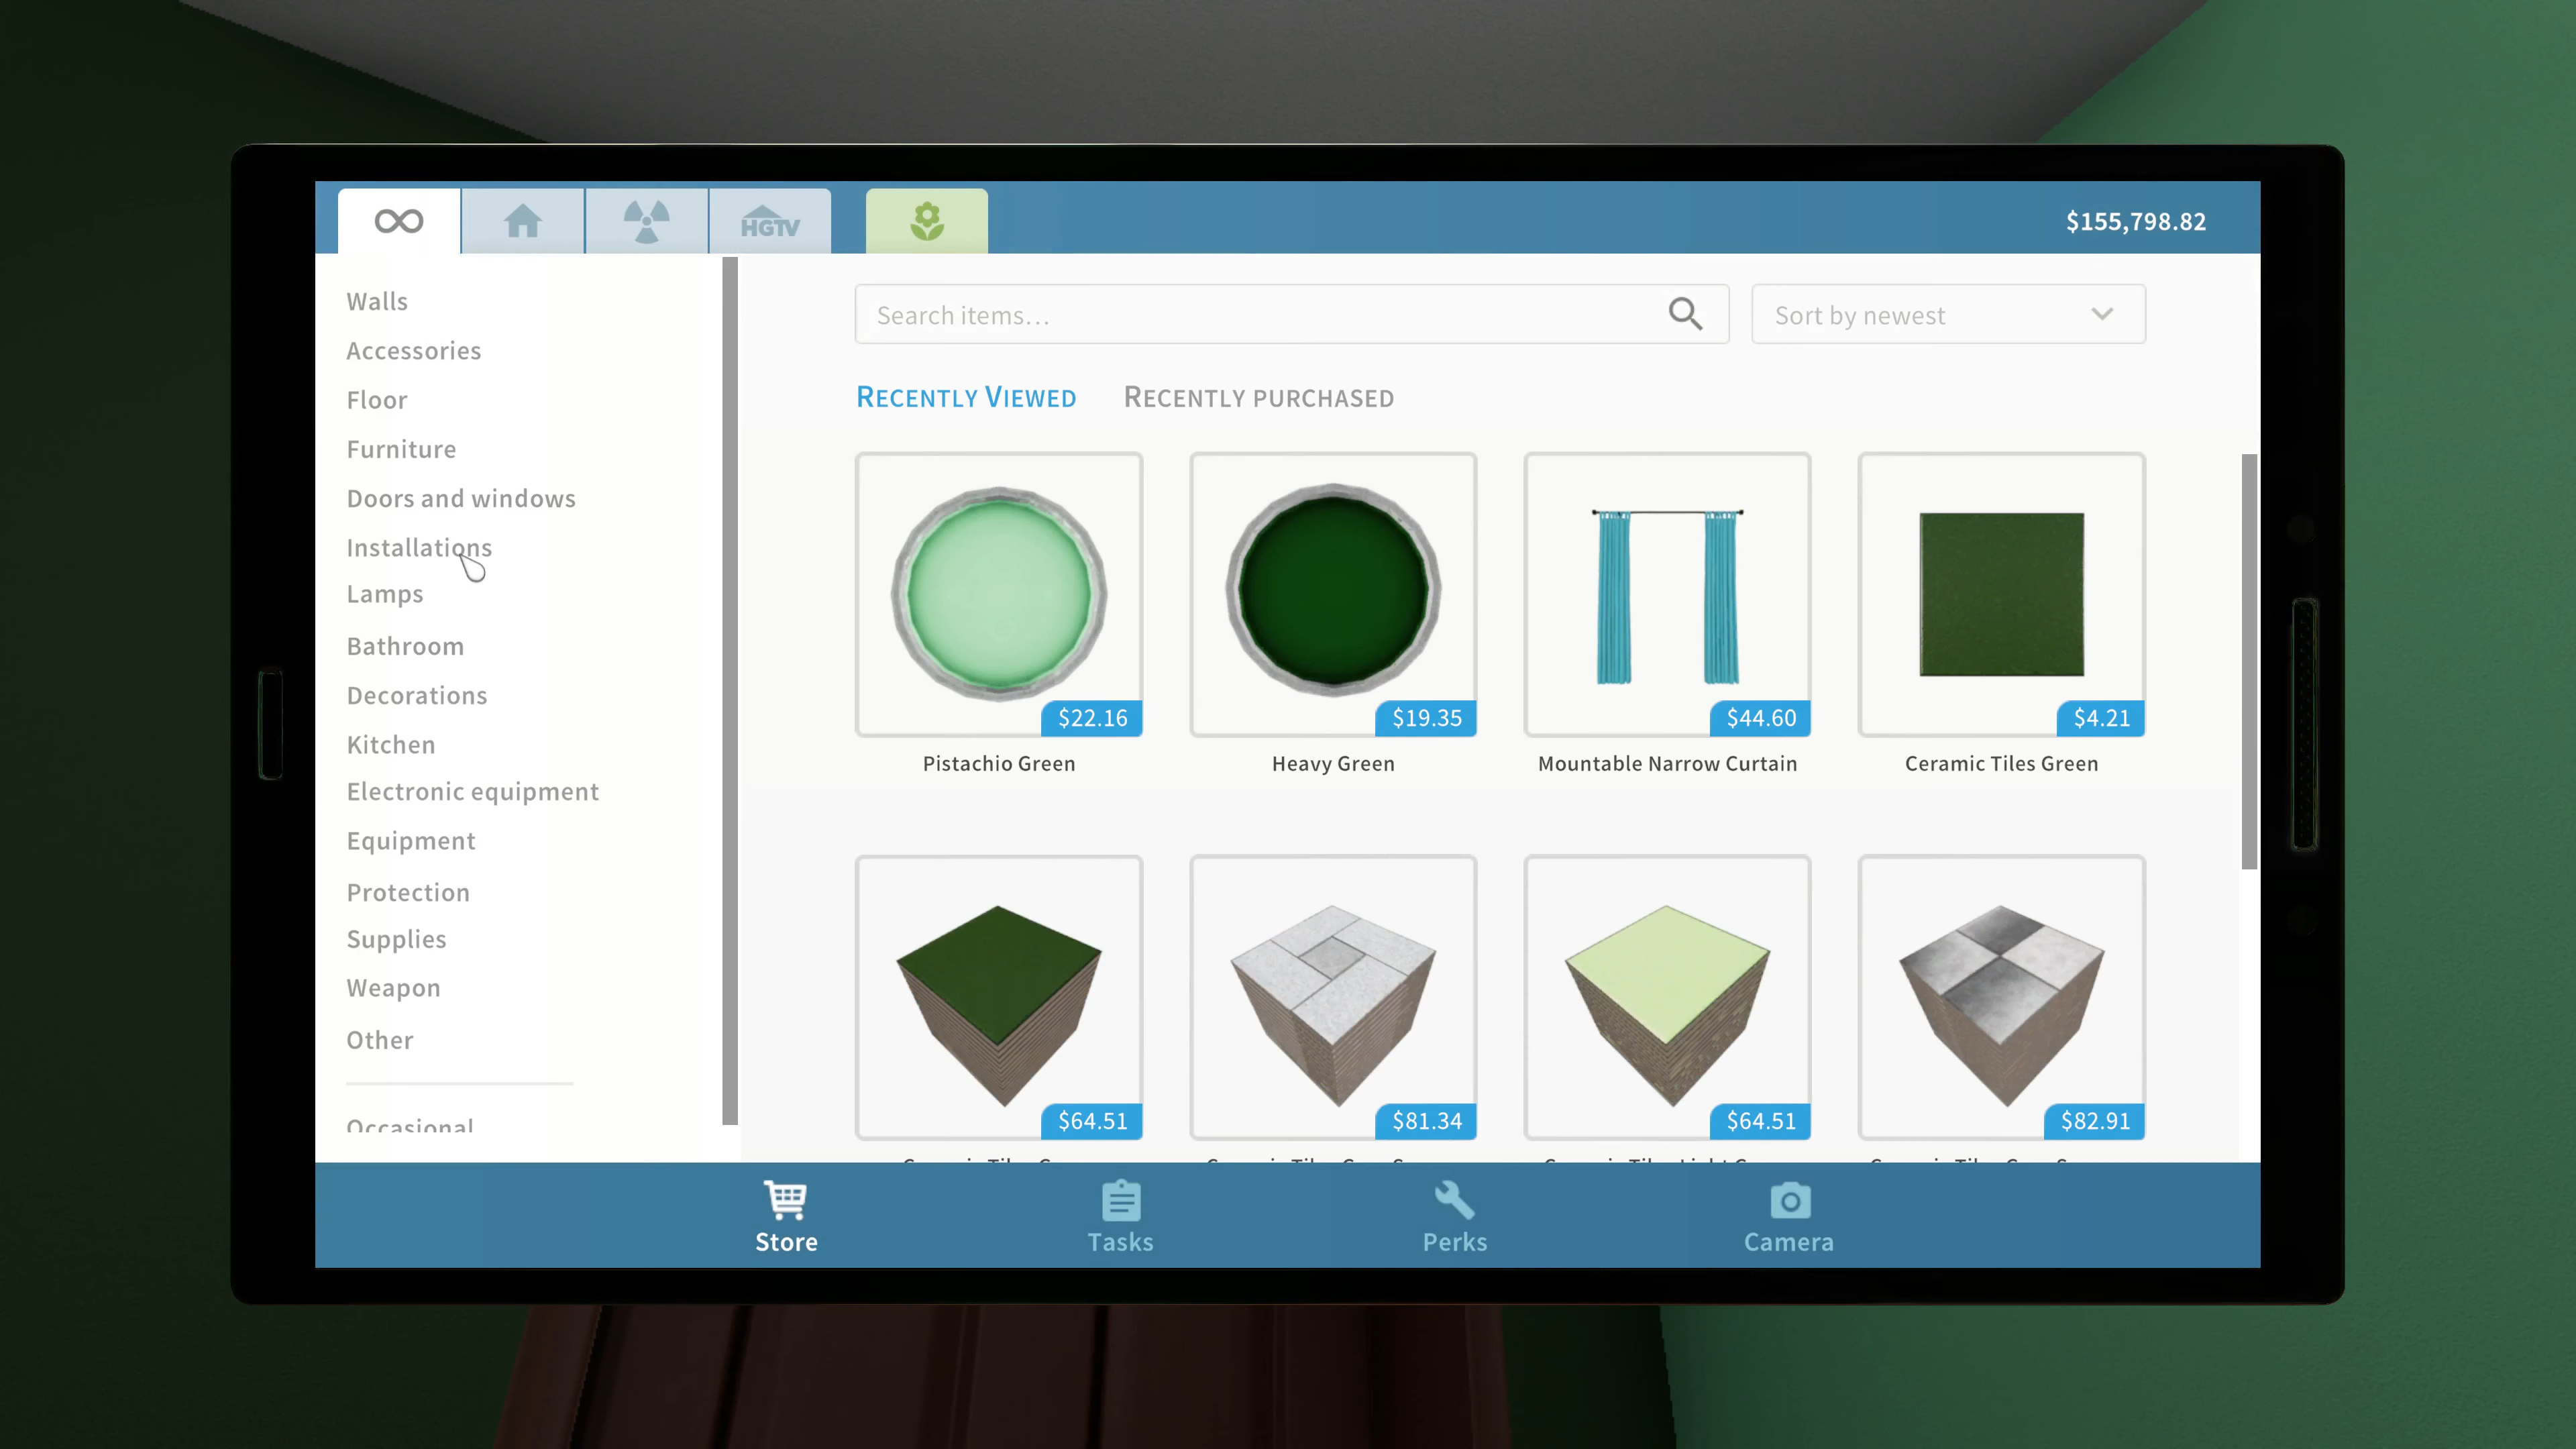 HGTV
$155,798.82
Walls
Accessories
Floor
Furniture
Doors and windows
Installations
Lamps
Bathroom
Decorations
Kitchen
Electronic equipment
Equipment
Protection
Supplies
Weapon
Other
Occasional
Search items...
Sort by newest
RECENTLY VIEWED
RECENTLY PURCHASED
$22.16
$19.35
$44.60
$4.21
Pistachio Green
Heavy Green
Mountable Narrow Curtain
Ceramic Tiles Green
$64.51
$81.34
$64.51
$82.91
Store
Tasks
Perks
Camera